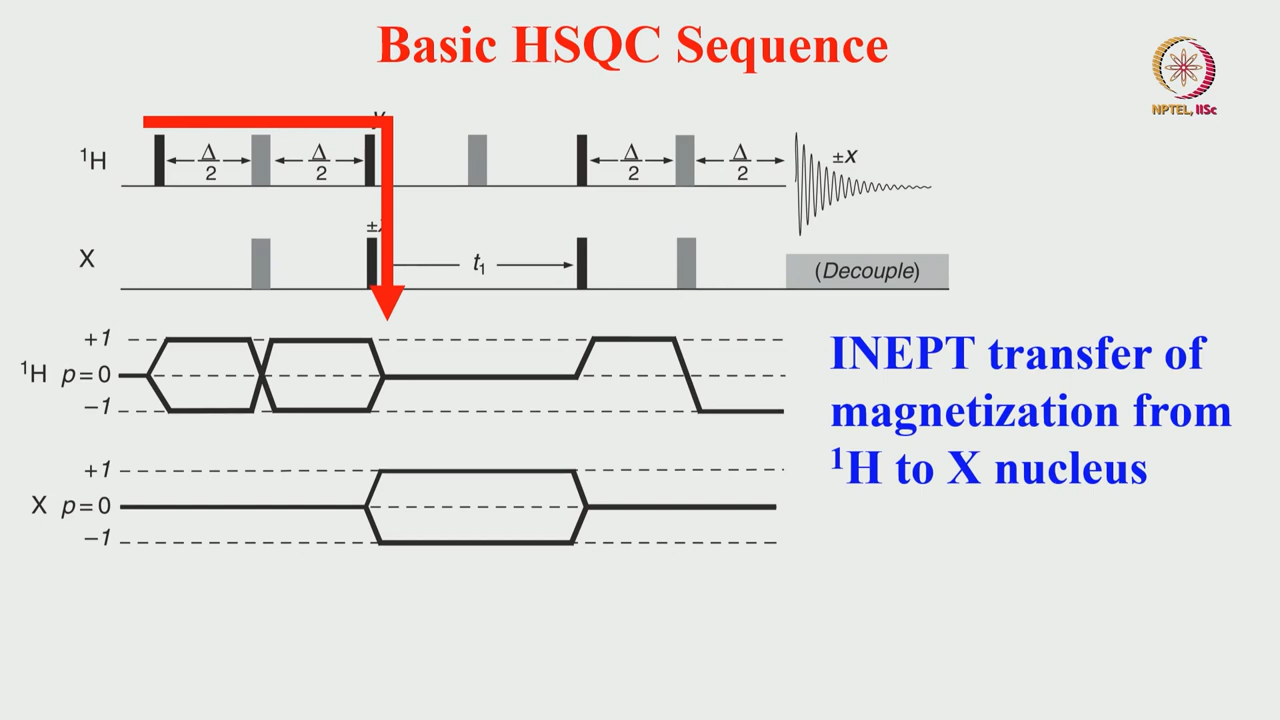 Basic HSQC Sequence
NPTEL, IISc
y
¹H Δ/2 Δ/2 Δ/2 Δ/2 ±x
±
X t₁ (Decouple)
+1
¹H p=0
−1
+1
X p=0
−1
INEPT transfer of
magnetization from
¹H to X nucleus